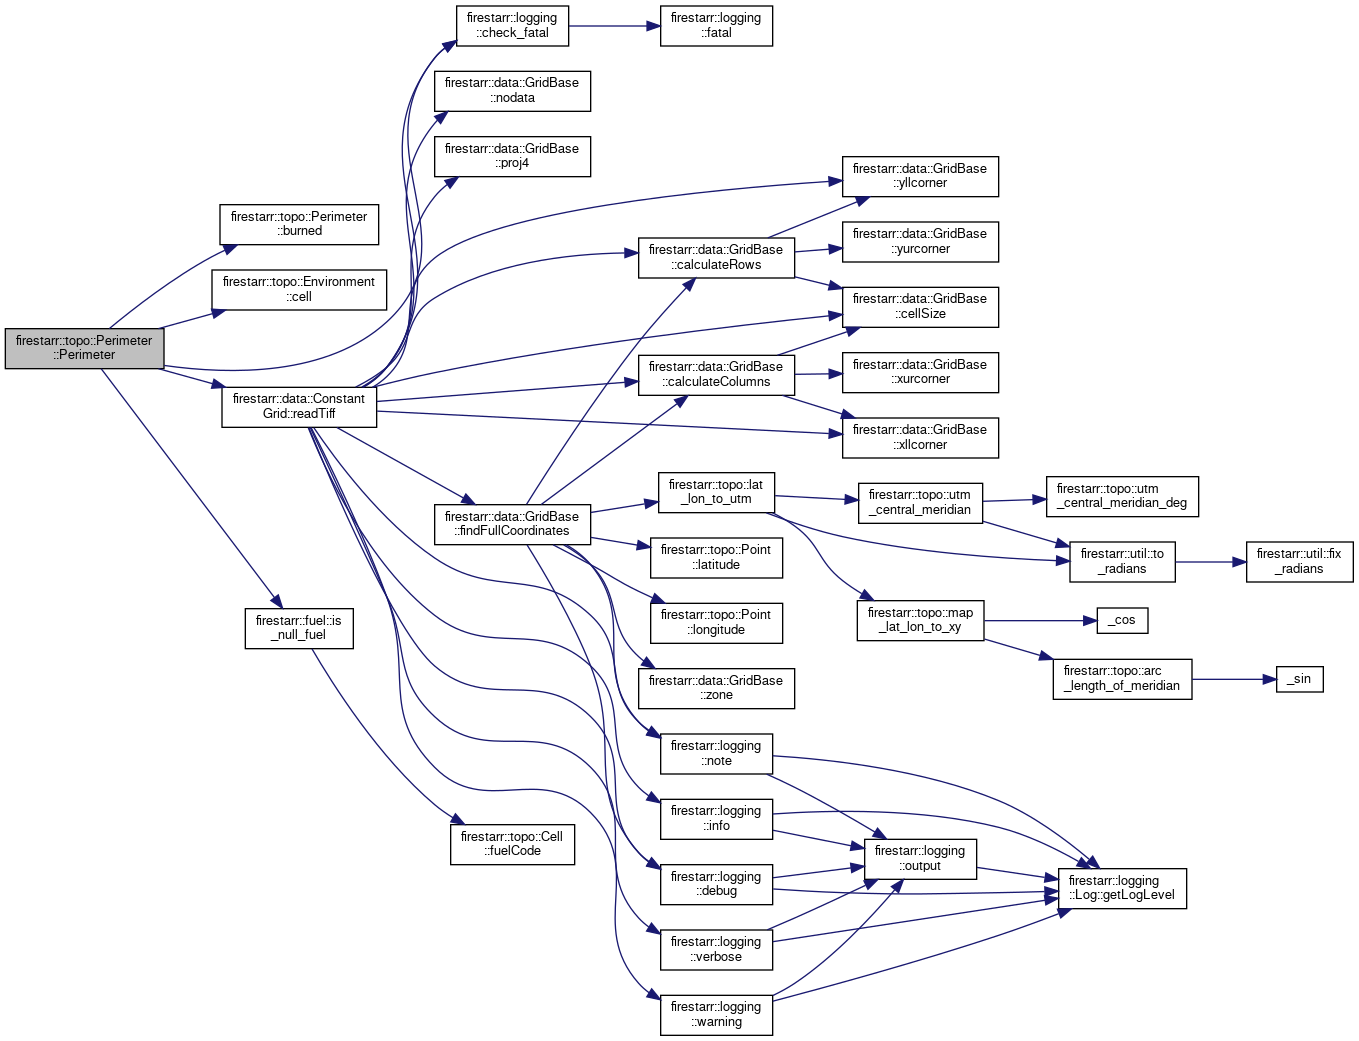 firestarr::topo::Perimeter
::Perimeter
firestarr::topo::Perimeter
::burned
firestarr::topo::Environment
::cell
firestarr::data::Constant
Grid::readTiff
firestarr::fuel::is
_null_fuel
firestarr::logging
::check_fatal
firestarr::data::GridBase
::nodata
firestarr::data::GridBase
::proj4
firestarr::data::GridBase
::findFullCoordinates
firestarr::topo::Cell
::fuelCode
firestarr::logging
::fatal
firestarr::data::GridBase
::calculateRows
firestarr::data::GridBase
::calculateColumns
firestarr::topo::lat
_lon_to_utm
firestarr::topo::Point
::latitude
firestarr::topo::Point
::longitude
firestarr::data::GridBase
::zone
firestarr::logging
::note
firestarr::logging
::info
firestarr::logging
::debug
firestarr::logging
::verbose
firestarr::logging
::warning
firestarr::data::GridBase
::yllcorner
firestarr::data::GridBase
::yurcorner
firestarr::data::GridBase
::cellSize
firestarr::data::GridBase
::xurcorner
firestarr::data::GridBase
::xllcorner
firestarr::topo::utm
_central_meridian
firestarr::topo::map
_lat_lon_to_xy
firestarr::logging
::output
firestarr::topo::utm
_central_meridian_deg
firestarr::util::to
_radians
_cos
firestarr::topo::arc
_length_of_meridian
firestarr::logging
::Log::getLogLevel
firestarr::util::fix
_radians
_sin